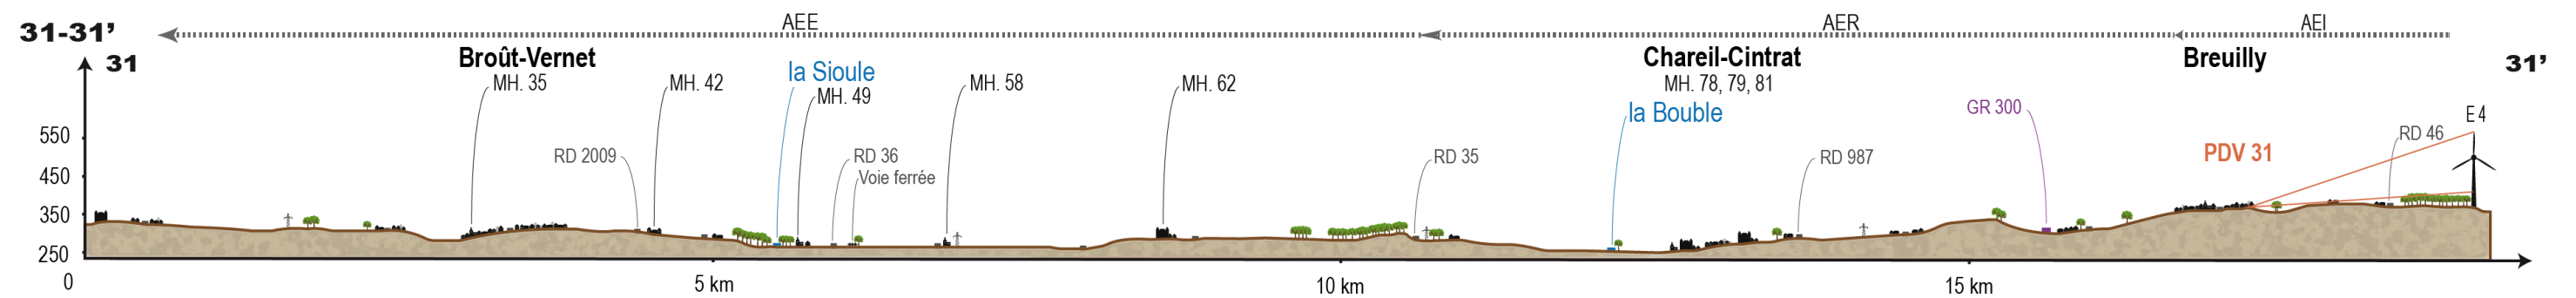 31-31’
AEE
AER
AEI
31
Broût-Vernet
Chareil-Cintrat
Breuilly
31’
MH. 35
MH. 42
la Sioule
MH. 49
MH. 58
MH. 62
MH. 78, 79, 81
la Bouble
GR 300
E 4
550
RD 2009
RD 36
Voie ferrée
RD 35
RD 987
PDV 31
RD 46
450
350
250
0
5 km
10 km
15 km